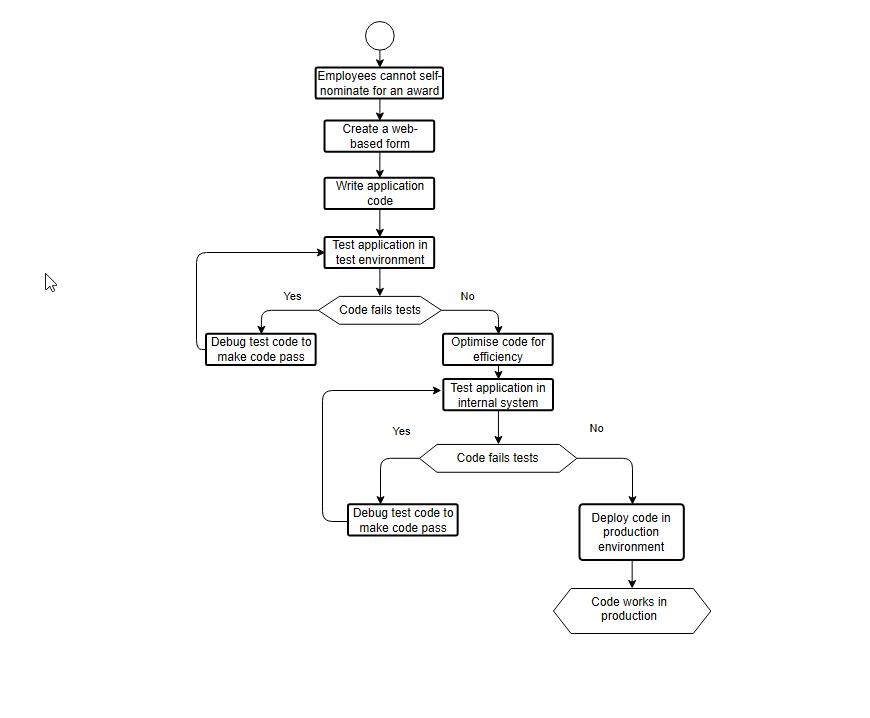 Employees cannot self-
nominate for an award
Create a web-
based form
Write application
code
Test application in
test environment
Yes
No
Code fails tests
Debug test code to
make code pass
Optimise code for
efficiency
Test application in
internal system
Yes
No
Code fails tests
Debug test code to
make code pass
Deploy code in
production
environment
Code works in
production